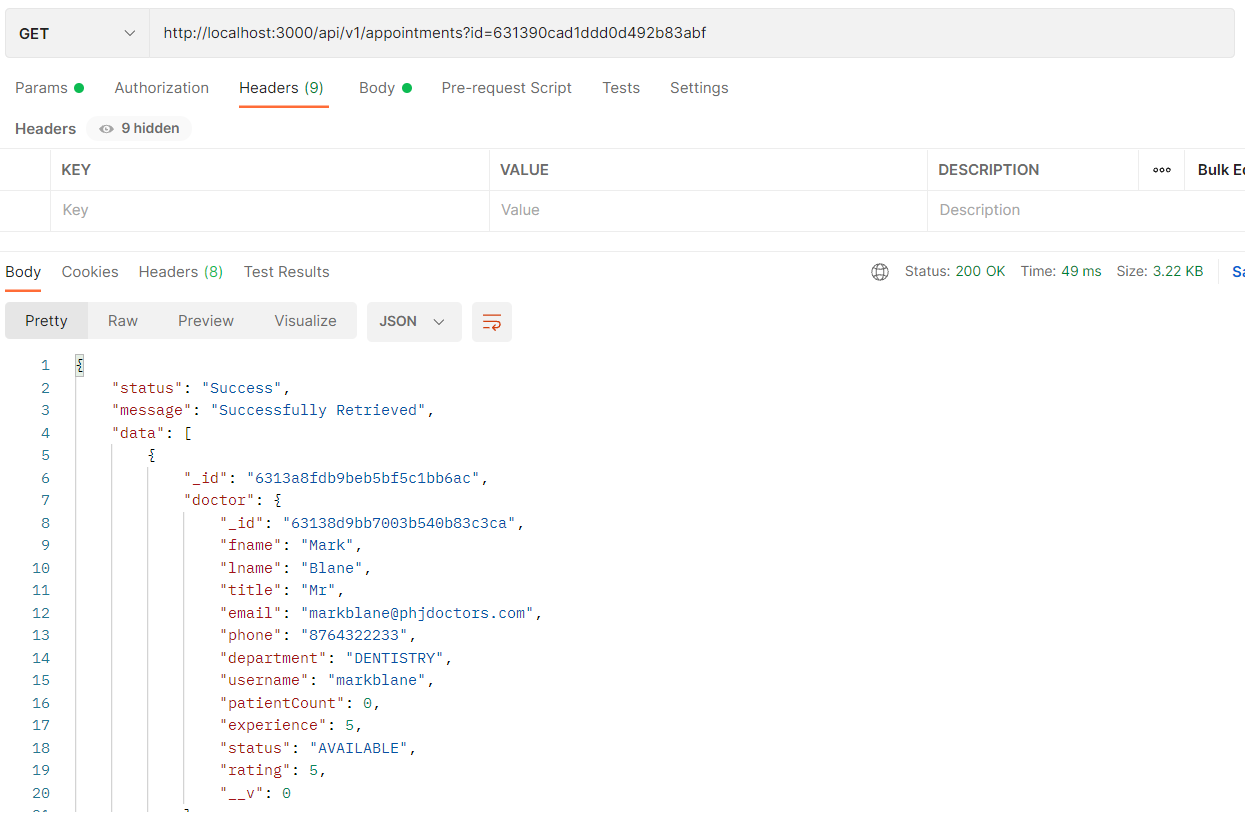 GET http://localhost:3000/api/v1/appointments?id=631390cad1ddd0d492b83abf
Params Authorization Headers (9) Body Pre-request Script Tests Settings
Headers 9 hidden
KEY VALUE DESCRIPTION ooo Bulk Ed
Key Value Description
Body Cookies Headers (8) Test Results Status: 200 OK Time: 49 ms Size: 3.22 KB Sa
Pretty Raw Preview Visualize JSON
1 {
2 "status": "Success",
3 "message": "Successfully Retrieved",
4 "data": [
5 {
6 "_id": "6313a8fdb9beb5bf5c1bb6ac",
7 "doctor": {
8 "_id": "63138d9bb7003b540b83c3ca",
9 "fname": "Mark",
10 "lname": "Blane",
11 "title": "Mr",
12 "email": "markblane@phjdoctors.com",
13 "phone": "8764322233",
14 "department": "DENTISTRY",
15 "username": "markblane",
16 "patientCount": 0,
17 "experience": 5,
18 "status": "AVAILABLE",
19 "rating": 5,
20 "__v": 0